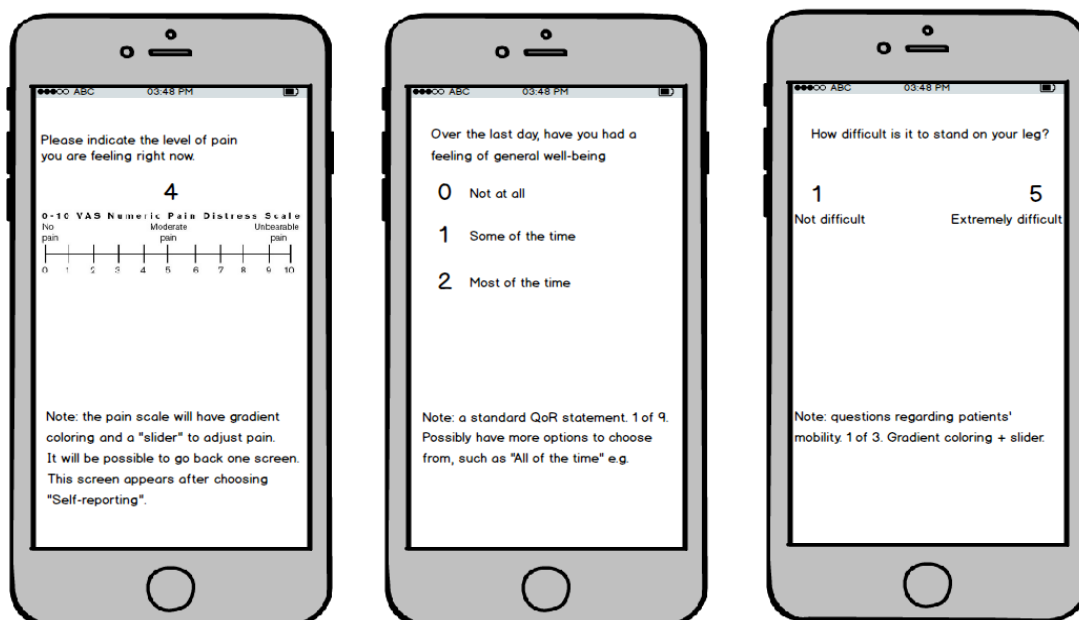 ABC 03:48 PM
Please indicate the level of pain
you are feeling right now.
4
0-10 VAS Numeric Pain Distress Scale
No Moderate Unbearable
pain pain pain
0 1 2 3 4 5 6 7 8 9 10
Note: the pain scale will have gradient
coloring and a "slider" to adjust pain.
It will be possible to go back one screen.
This screen appears after choosing
"Self-reporting".
ABC 03:48 PM
Over the last day, have you had a
feeling of general well-being
0 Not at all
1 Some of the time
2 Most of the time
Note: a standard QoR statement. 1 of 9.
Possibly have more options to choose
from, such as "All of the time" e.g.
ABC 03:48 PM
How difficult is it to stand on your leg?
1 5
Not difficult Extremely difficult
Note: questions regarding patients'
mobility. 1 of 3. Gradient coloring + slider.